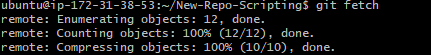 ubuntu@ip-172-31-38-53:~/New-Repo-Scripting$ git fetch
remote: Enumerating objects: 12, done.
remote: Counting objects: 100% (12/12), done.
remote: Compressing objects: 100% (10/10), done.